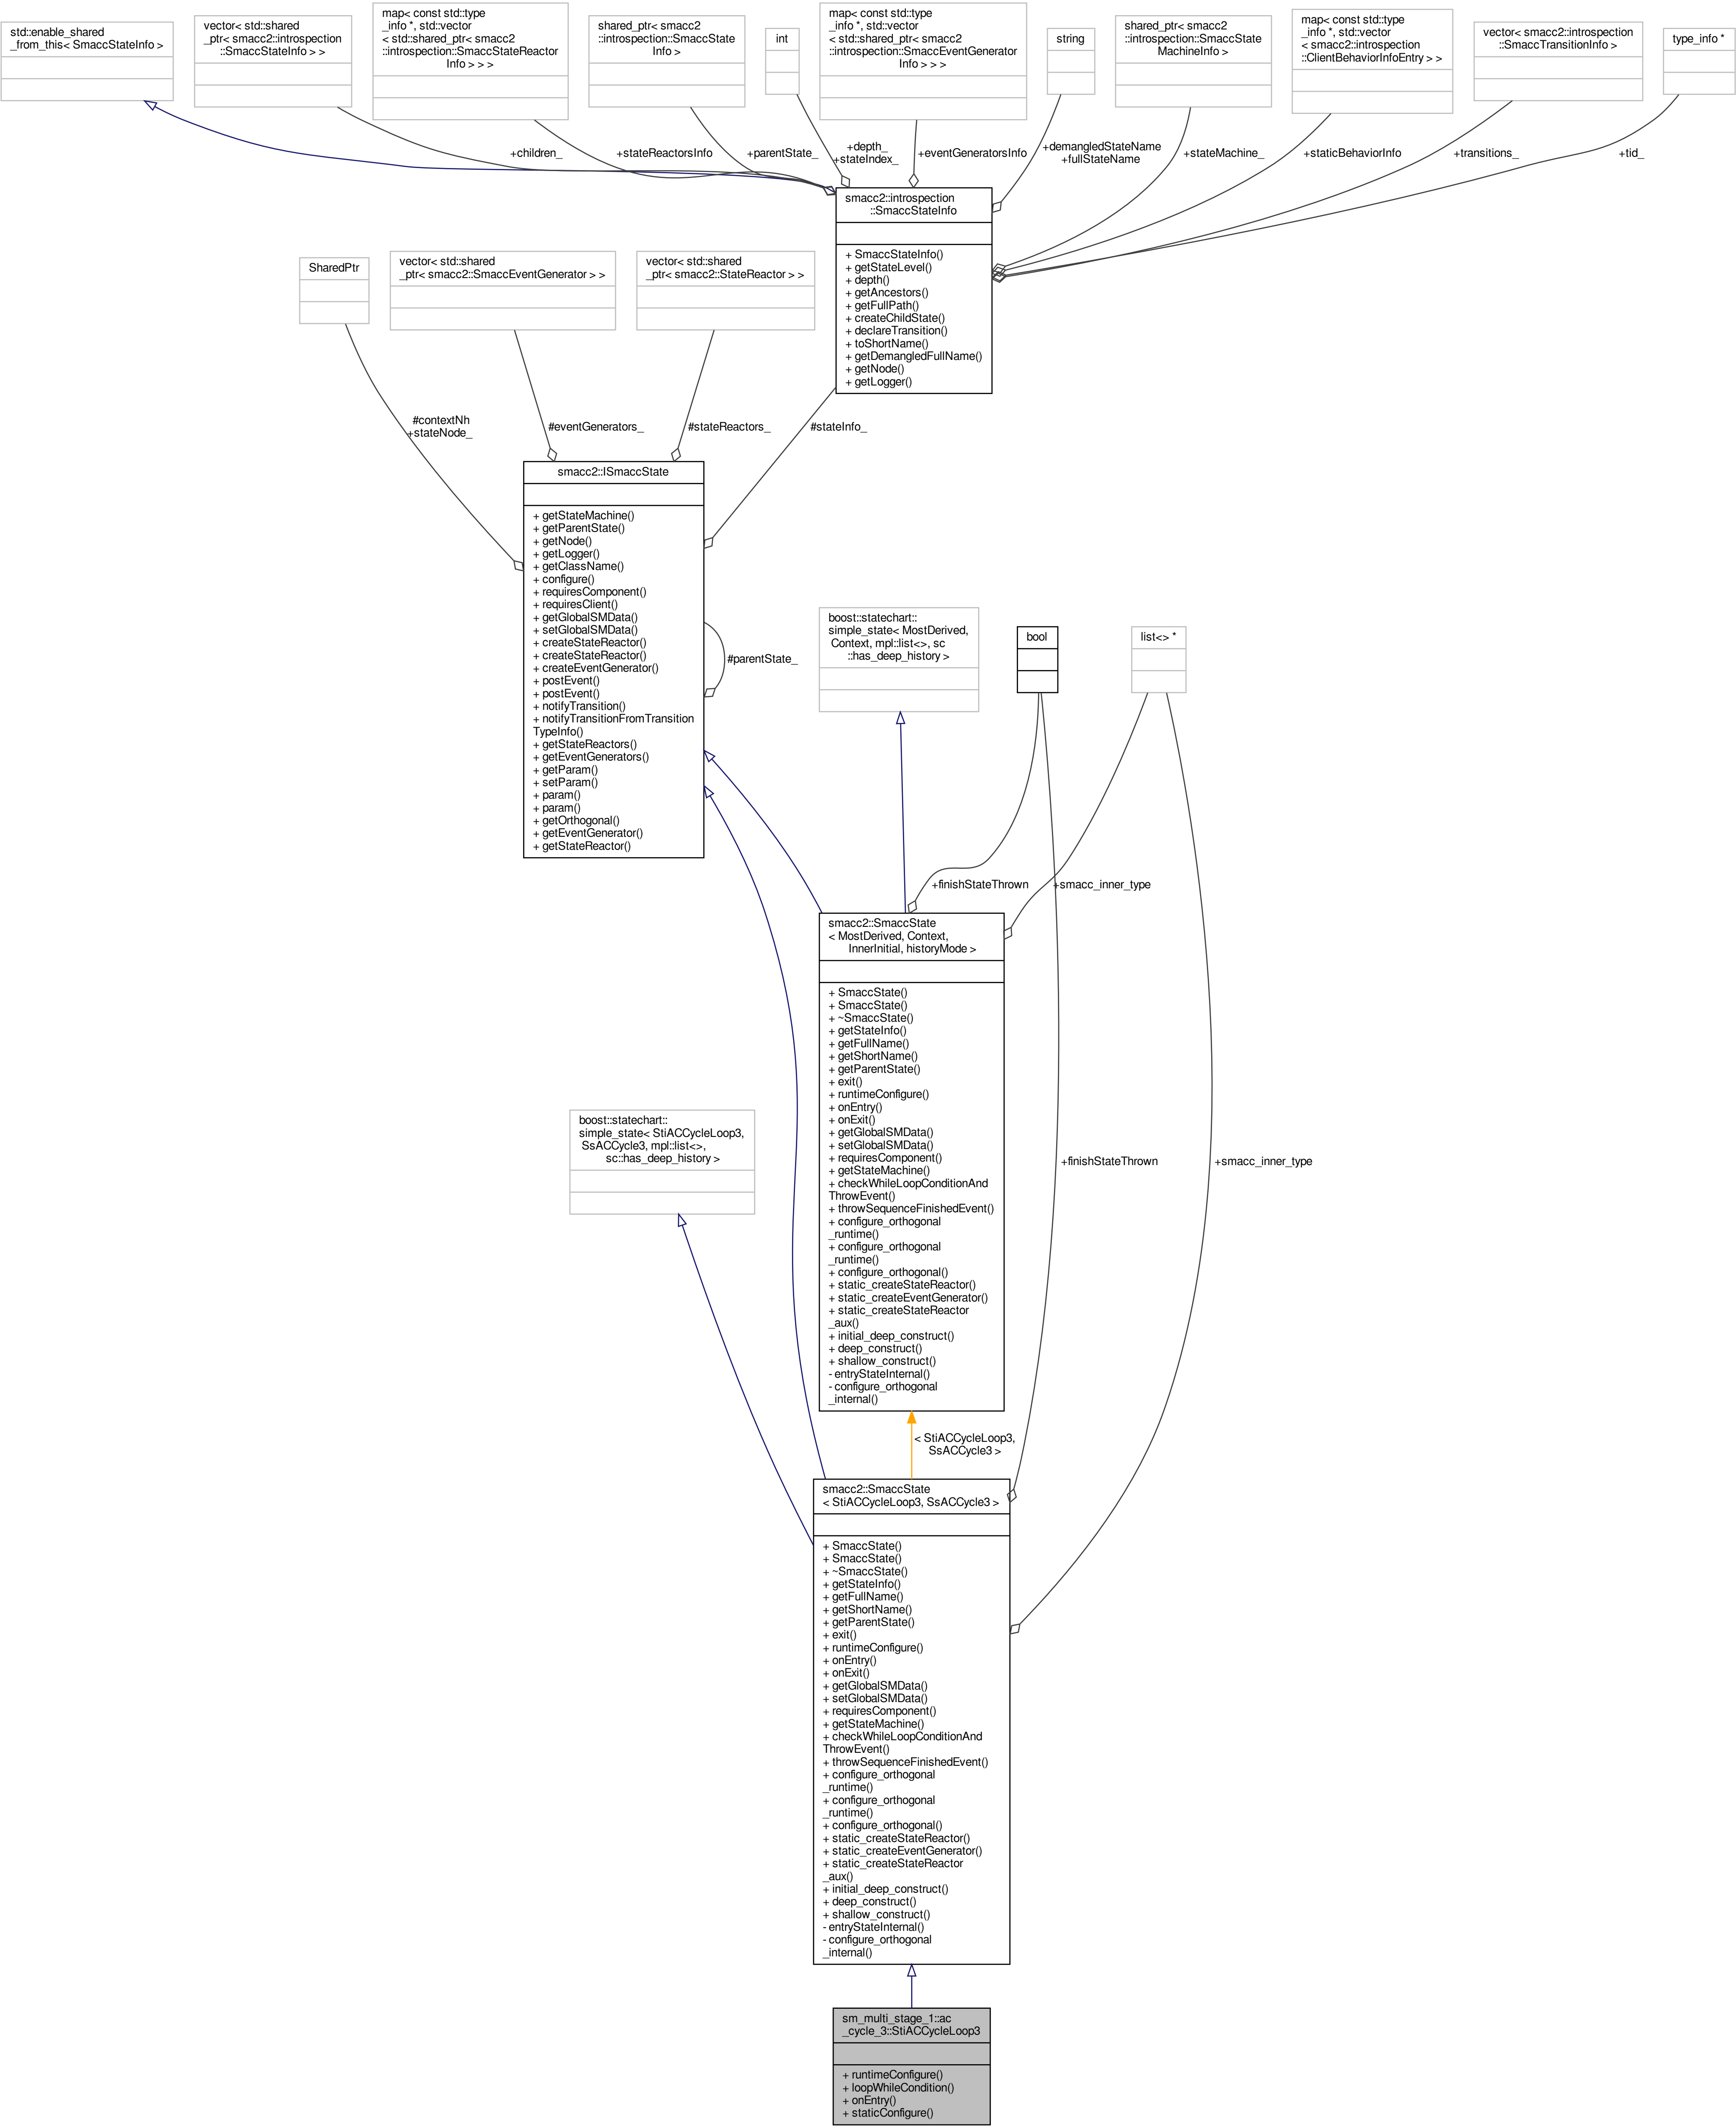 std::enable_shared
_from_this< SmaccStateInfo >
vector< std::shared
_ptr< smacc2::introspection
::SmaccStateInfo > >
map< const std::type
_info *, std::vector
< std::shared_ptr< smacc2
::introspection::SmaccStateReactor
Info > > >
shared_ptr< smacc2
::introspection::SmaccState
Info >
int
map< const std::type
_info *, std::vector
< std::shared_ptr< smacc2
::introspection::SmaccEventGenerator
Info > > >
string
shared_ptr< smacc2
::introspection::SmaccState
MachineInfo >
map< const std::type
_info *, std::vector
< smacc2::introspection
::ClientBehaviorInfoEntry > >
vector< smacc2::introspection
::SmaccTransitionInfo >
type_info *
+children_
+stateReactorsInfo
+parentState_
+depth_
+stateIndex_
+eventGeneratorsInfo
+demangledStateName
+fullStateName
+stateMachine_
+staticBehaviorInfo
+transitions_
+tid_
smacc2::introspection
::SmaccStateInfo
+ SmaccStateInfo()
+ getStateLevel()
+ depth()
+ getAncestors()
+ getFullPath()
+ createChildState()
+ declareTransition()
+ toShortName()
+ getDemangledFullName()
+ getNode()
+ getLogger()
SharedPtr
vector< std::shared
_ptr< smacc2::SmaccEventGenerator > >
vector< std::shared
_ptr< smacc2::StateReactor > >
#contextNh
+stateNode_
#eventGenerators_
#stateReactors_
#stateInfo_
smacc2::ISmaccState
+ getStateMachine()
+ getParentState()
+ getNode()
+ getLogger()
+ getClassName()
+ configure()
+ requiresComponent()
+ requiresClient()
+ getGlobalSMData()
+ setGlobalSMData()
+ createStateReactor()
+ createStateReactor()
+ createEventGenerator()
+ postEvent()
+ postEvent()
+ notifyTransition()
+ notifyTransitionFromTransition
TypeInfo()
+ getStateReactors()
+ getEventGenerators()
+ getParam()
+ setParam()
+ param()
+ param()
+ getOrthogonal()
+ getEventGenerator()
+ getStateReactor()
#parentState_
boost::statechart::
simple_state< MostDerived,
Context, mpl::list<>, sc
::has_deep_history >
bool
list<> *
+finishStateThrown
+smacc_inner_type
smacc2::SmaccState
< MostDerived, Context,
InnerInitial, historyMode >
+ SmaccState()
+ SmaccState()
+ ~SmaccState()
+ getStateInfo()
+ getFullName()
+ getShortName()
+ getParentState()
+ exit()
+ runtimeConfigure()
+ onEntry()
+ onExit()
+ getGlobalSMData()
+ setGlobalSMData()
+ requiresComponent()
+ getStateMachine()
+ checkWhileLoopConditionAnd
ThrowEvent()
+ throwSequenceFinishedEvent()
+ configure_orthogonal
_runtime()
+ configure_orthogonal
_runtime()
+ configure_orthogonal()
+ static_createStateReactor()
+ static_createEventGenerator()
+ static_createStateReactor
_aux()
+ initial_deep_construct()
+ deep_construct()
+ shallow_construct()
- entryStateInternal()
- configure_orthogonal
_internal()
boost::statechart::
simple_state< StiACCycleLoop3,
SsACCycle3, mpl::list<>,
sc::has_deep_history >
+finishStateThrown
+smacc_inner_type
< StiACCycleLoop3,
SsACCycle3 >
smacc2::SmaccState
< StiACCycleLoop3, SsACCycle3 >
+ SmaccState()
+ SmaccState()
+ ~SmaccState()
+ getStateInfo()
+ getFullName()
+ getShortName()
+ getParentState()
+ exit()
+ runtimeConfigure()
+ onEntry()
+ onExit()
+ getGlobalSMData()
+ setGlobalSMData()
+ requiresComponent()
+ getStateMachine()
+ checkWhileLoopConditionAnd
ThrowEvent()
+ throwSequenceFinishedEvent()
+ configure_orthogonal
_runtime()
+ configure_orthogonal
_runtime()
+ configure_orthogonal()
+ static_createStateReactor()
+ static_createEventGenerator()
+ static_createStateReactor
_aux()
+ initial_deep_construct()
+ deep_construct()
+ shallow_construct()
- entryStateInternal()
- configure_orthogonal
_internal()
sm_multi_stage_1::ac
_cycle_3::StiACCycleLoop3
+ runtimeConfigure()
+ loopWhileCondition()
+ onEntry()
+ staticConfigure()